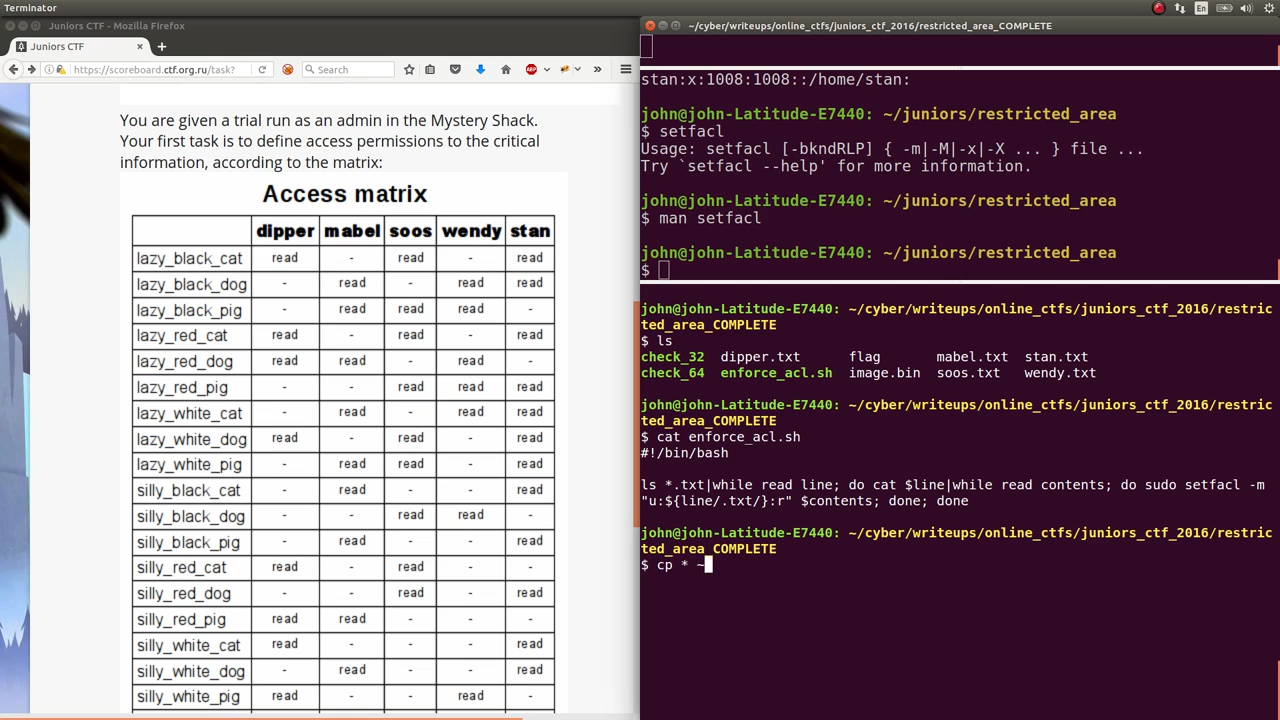 Terminator
En
Juniors CTF - Mozilla Firefox
Juniors CTF
https://scoreboard.ctf.org.ru/task?
Search
ABP
You are given a trial run as an admin in the Mystery Shack.
Your first task is to define access permissions to the critical
information, according to the matrix:
Access matrix
dipper mabel soos wendy stan
lazy_black_cat read - read - read
lazy_black_dog - read - read read
lazy_black_pig - read read read -
lazy_red_cat read - read - read
lazy_red_dog read read - read -
lazy_red_pig - - read read read
lazy_white_cat - read - read read
lazy_white_dog read - read - read
lazy_white_pig - read read - read
silly_black_cat - read - - read
silly_black_dog - - read read -
silly_black_pig - read - - read
silly_red_cat read - read - -
silly_red_dog - - read - read
silly_red_pig read read - - -
silly_white_cat - - - - read
silly_white_dog - read - - read
silly_white_pig read - - read -
~/cyber/writeups/online_ctfs/juniors_ctf_2016/restricted_area_COMPLETE
stan:x:1008:1008::/home/stan:
john@john-Latitude-E7440: ~/juniors/restricted_area
$ setfacl
Usage: setfacl [-bkndRLP] { -m|-M|-x|-X ... } file ...
Try `setfacl --help' for more information.
john@john-Latitude-E7440: ~/juniors/restricted_area
$ man setfacl
john@john-Latitude-E7440: ~/juniors/restricted_area
$
john@john-Latitude-E7440: ~/cyber/writeups/online_ctfs/juniors_ctf_2016/restric
ted_area_COMPLETE
$ ls
check_32 dipper.txt flag mabel.txt stan.txt
check_64 enforce_acl.sh image.bin soos.txt wendy.txt
john@john-Latitude-E7440: ~/cyber/writeups/online_ctfs/juniors_ctf_2016/restric
ted_area_COMPLETE
$ cat enforce_acl.sh
#!/bin/bash
ls *.txt|while read line; do cat $line|while read contents; do sudo setfacl -m
"u:${line/.txt/}:r" $contents; done; done
john@john-Latitude-E7440: ~/cyber/writeups/online_ctfs/juniors_ctf_2016/restric
ted_area_COMPLETE
$ cp * ~